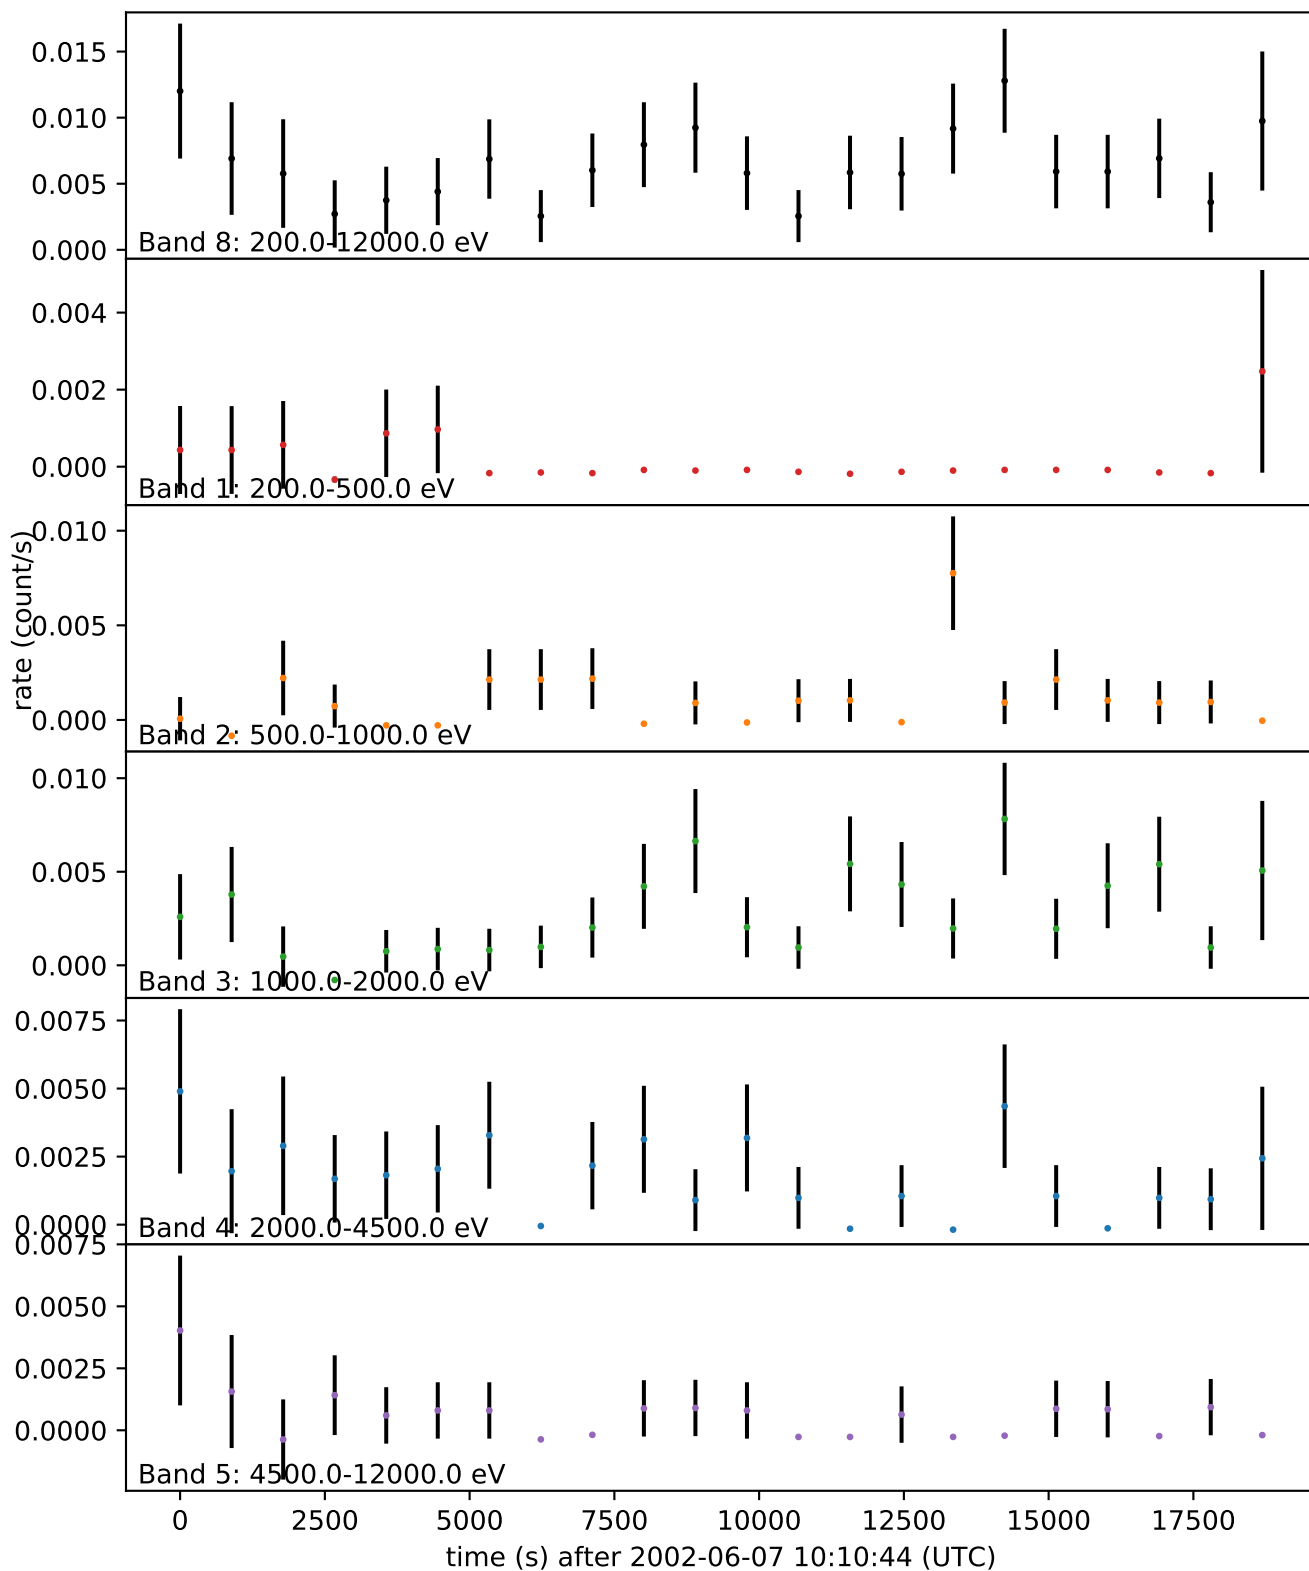 0.015
0.010
0.005
0.000
Band 8: 200.0-12000.0 eV
0.004
0.002
0.000
Band 1: 200.0-500.0 eV
rate (count/s)
0.010
0.005
0.000
Band 2: 500.0-1000.0 eV
0.010
0.005
0.000
Band 3: 1000.0-2000.0 eV
0.0075
0.0050
0.0025
0.0000
Band 4: 2000.0-4500.0 eV
0.0075
0.0050
0.0025
0.0000
Band 5: 4500.0-12000.0 eV
0 2500 5000 7500 10000 12500 15000 17500
time (s) after 2002-06-07 10:10:44 (UTC)